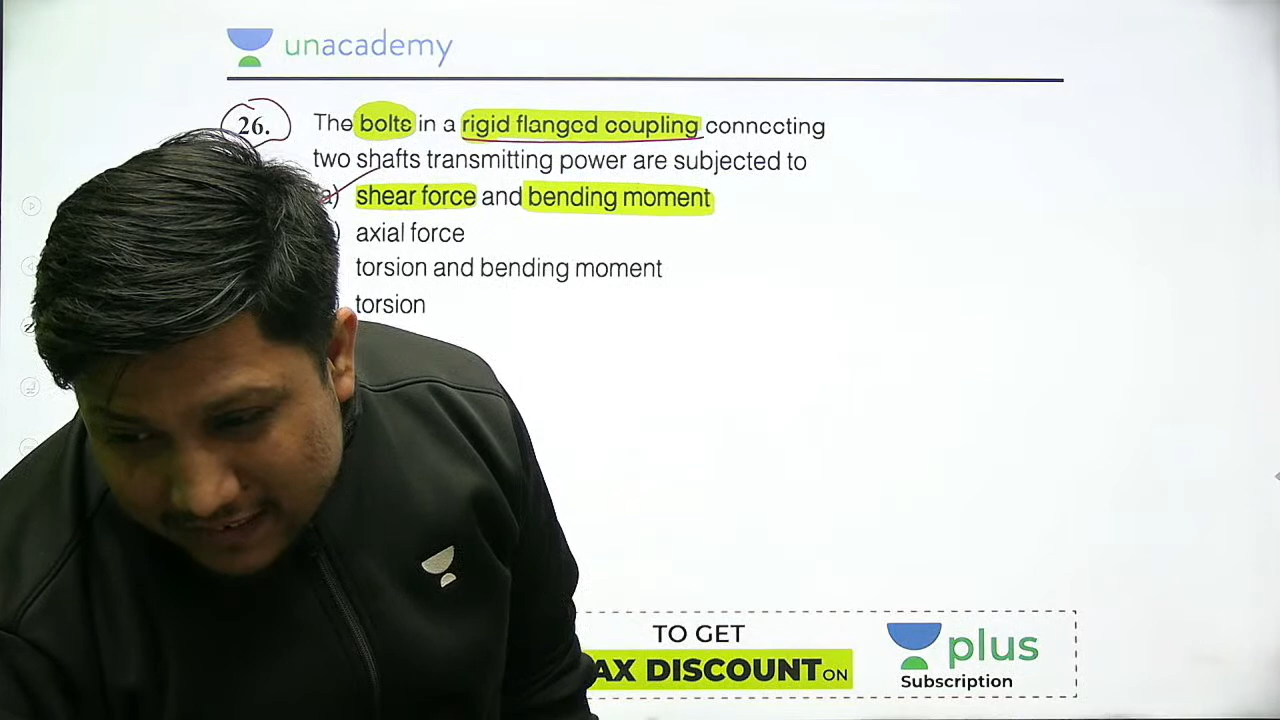 unacademy
26. The bolts in a rigid flanged coupling connecting
two shafts transmitting power are subjected to
a) shear force and bending moment
) axial force
torsion and bending moment
torsion
TO GET
AX DISCOUNT ON
plus
Subscription